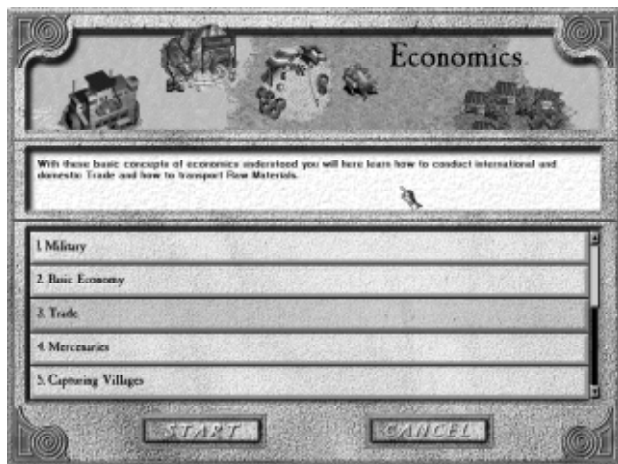 Economics
With these basic concepts of economics understood you will here learn how to conduct international and
domestic Trade and how to transport Raw Materials.
1. Military
2. Basic Economy
3. Trade
4. Mercenaries
5. Capturing Villages
START
CANCEL